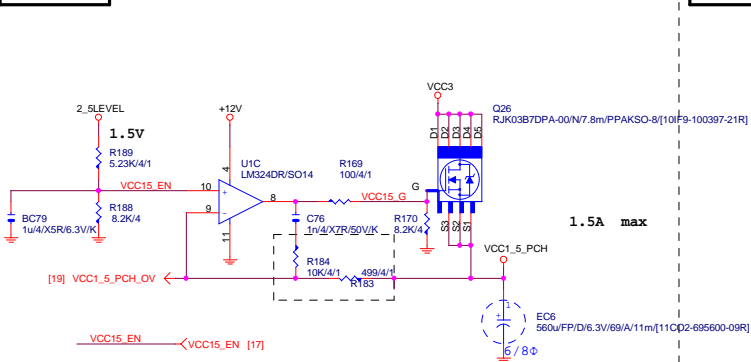 VCC3
Q26
RJK03B7DPA-00/N/7.8m/PPAKSO-8/[10IF9-100397-21R]
D1
D2
D3
D4
D5
2_5LEVEL
+12V
1.5V
R189
5.23K/4/1
U1C
LM324DR/SO14
R169
100/4/1
4
VCC15_EN
10
+
8
VCC15_G
G
9
-
11
BC79
1u/4/X5R/6.3V/K
R188
8.2K/4
C76
1n/4/X7R/50V/K
R170
8.2K/4
S3
S2
S1
1.5A max
VCC1_5_PCH
R184
10K/4/1
499/4/1
R183
[19] VCC1_5_PCH_OV
1
+
EC6
560u/FP/D/6.3V/69/A/11m/[11CO2-695600-09R]
6/8Φ
VCC15_EN
VCC15_EN [17]